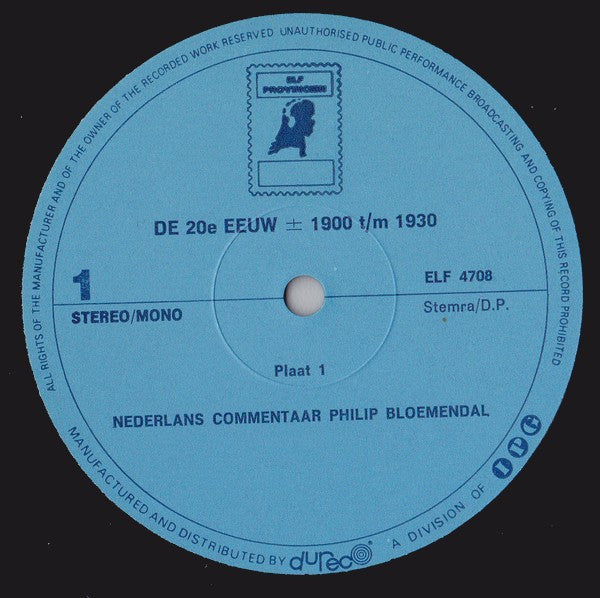 ALL RIGHTS OF THE MANUFACTURER AND OF THE OWNER OF THE RECORDED WORK RESERVED UNAUTHORISED PUBLIC PERFORMANCE BROADCASTING AND COPYING OF THIS RECORD PROHIBITED
ELF
PROVINCIEN
DE 20e EEUW ± 1900 t/m 1930
1
ELF 4708
STEREO/MONO
Stemra/D.P.
Plaat 1
NEDERLANS COMMENTAAR PHILIP BLOEMENDAL
MANUFACTURED AND DISTRIBUTED BY dureco A DIVISION OF